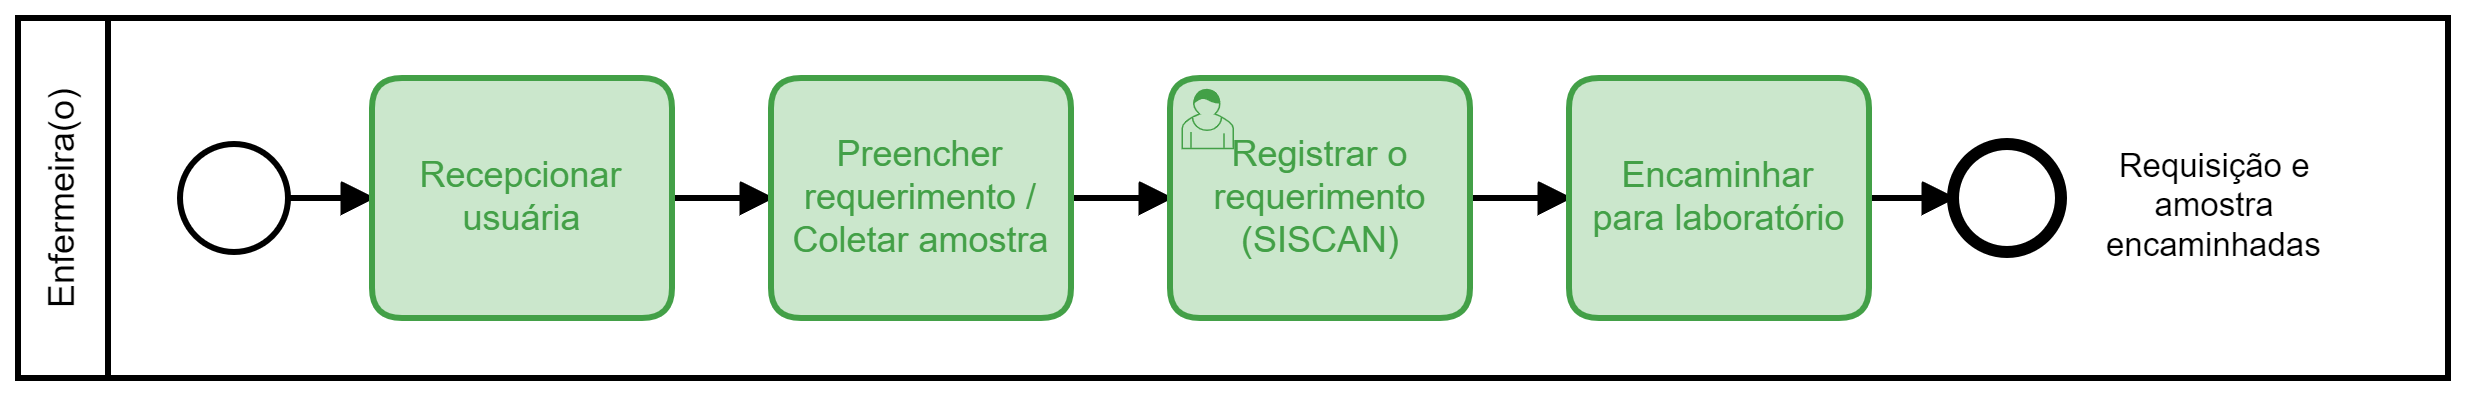 Enfermeira(o)
Recepcionar
usuária
Preencher
requerimento /
Coletar amostra
Registrar o
requerimento
(SISCAN)
Encaminhar
para laboratório
Requisição e
amostra
encaminhadas